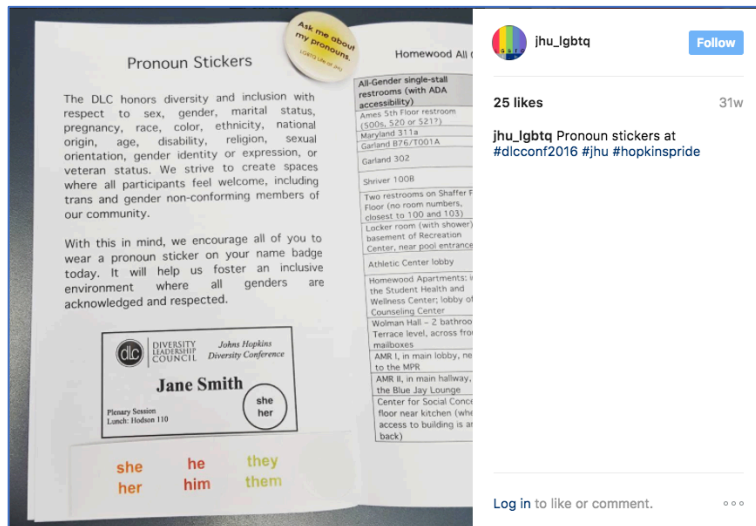 Ask me about
my pronouns.
LGBTQ Life at JHU
Pronoun Stickers
The DLC honors diversity and inclusion with
respect to sex, gender, marital status,
pregnancy, race, color, ethnicity, national
origin, age, disability, religion, sexual
orientation, gender identity or expression, or
veteran status. We strive to create spaces
where all participants feel welcome, including
trans and gender non-conforming members of
our community.
With this in mind, we encourage all of you to
wear a pronoun sticker on your name badge
today. It will help us foster an inclusive
environment where all genders are
acknowledged and respected.
dlc
DIVERSITY
LEADERSHIP
COUNCIL
Johns Hopkins
Diversity Conference
Jane Smith
she
her
Plenary Session
Lunch: Hodson 110
she he they
her him them
Homewood All
All-Gender single-stall
restrooms (with ADA
accessibility)
Ames 5th Floor restroom
(500s, 520 or 521?)
Maryland 311a
Garland B76/T001A
Garland 302
Shriver 100B
Two restrooms on Shaffer
Floor (no room numbers,
closest to 100 and 103)
Locker room (with shower)
basement of Recreation
Center, near pool entrance
Athletic Center lobby
Homewood Apartments:
the Student Health and
Wellness Center; lobby of
Counseling Center
Wolman Hall – 2
Terrace level, across
mailboxes
AMR I, in main lobby,
to the MPR
AMR II, in main hallway,
the Blue Jay Lounge
Center for Social
floor near kitchen
access to building is
back)
jhu_lgbtq
Follow
25 likes 31w
jhu_lgbtq Pronoun stickers at
#dlcconf2016 #jhu #hopkinspride
Log in to like or comment.